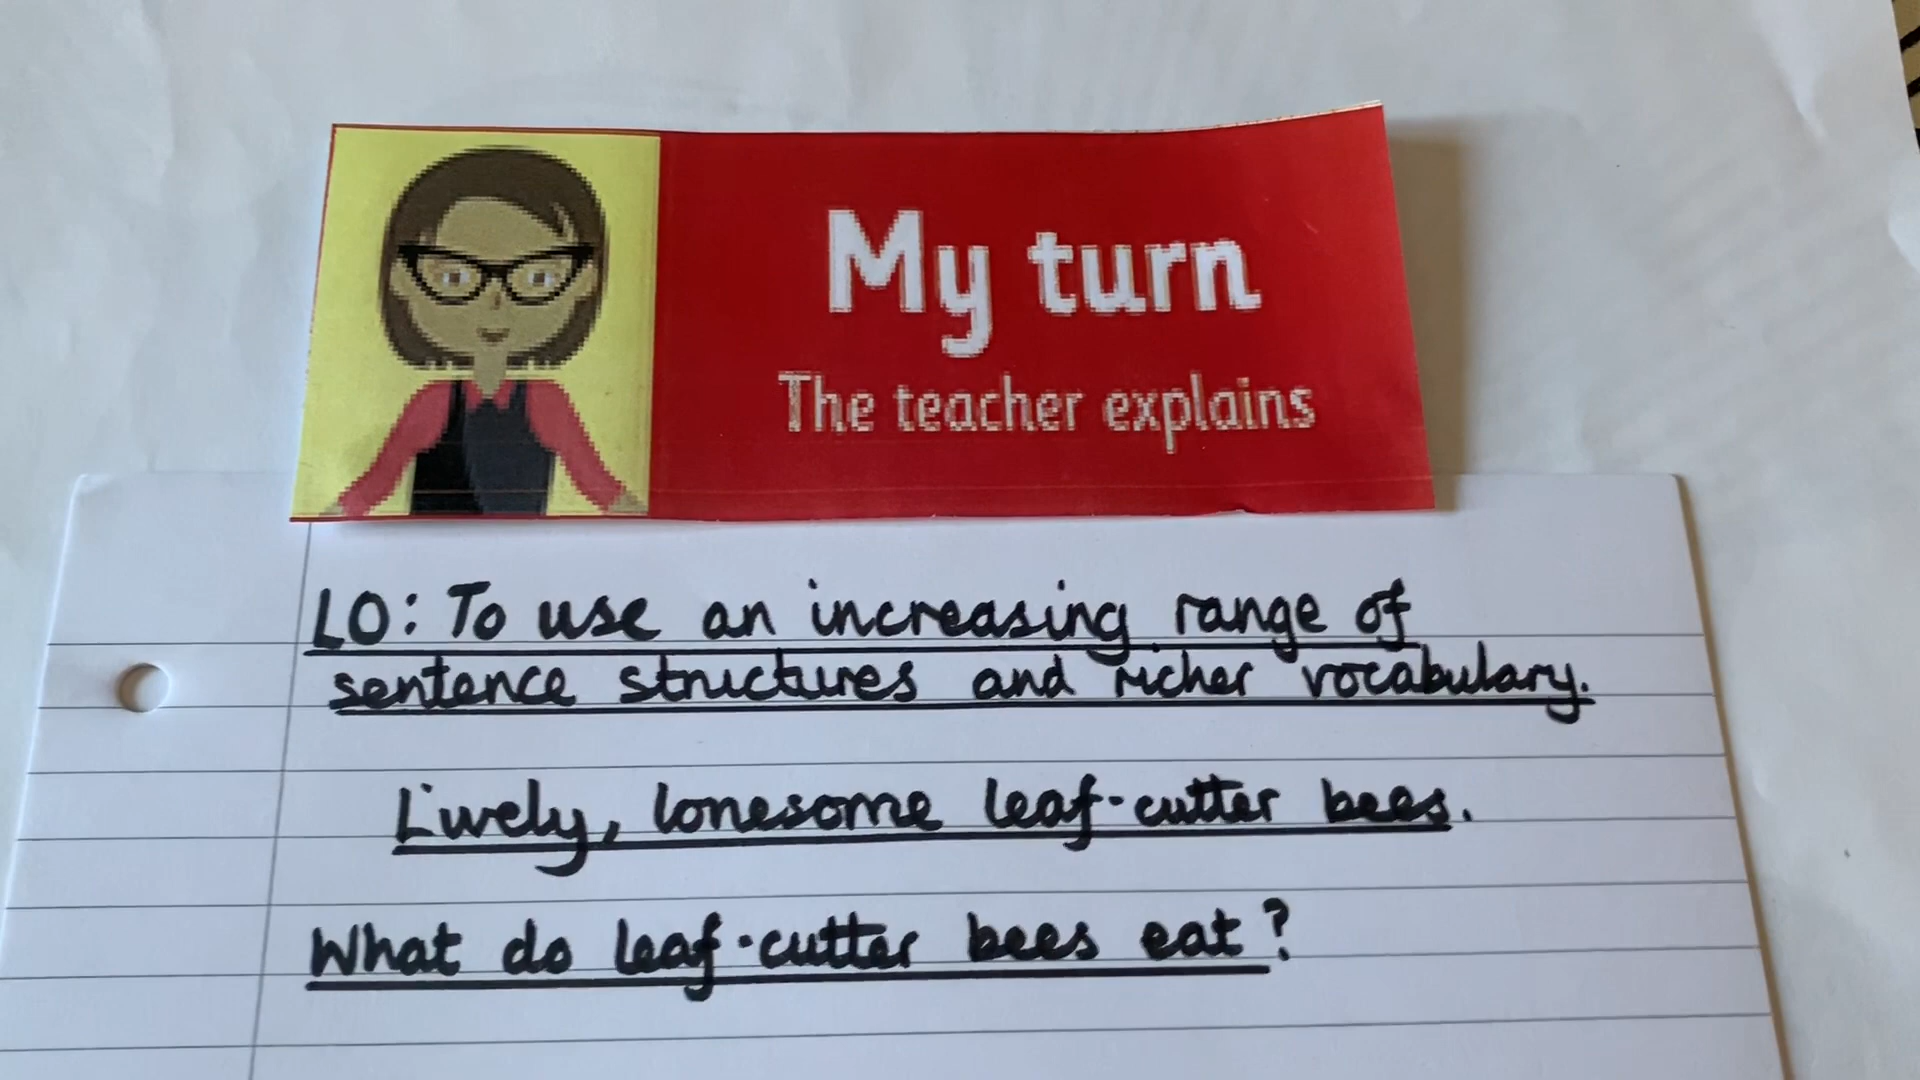 My turn
The teacher explains
LO: To use an increasing range of
sentence structures and richer vocabulary.
Lively, lonesome leaf-cutter bees.
What do leaf-cutter bees eat?